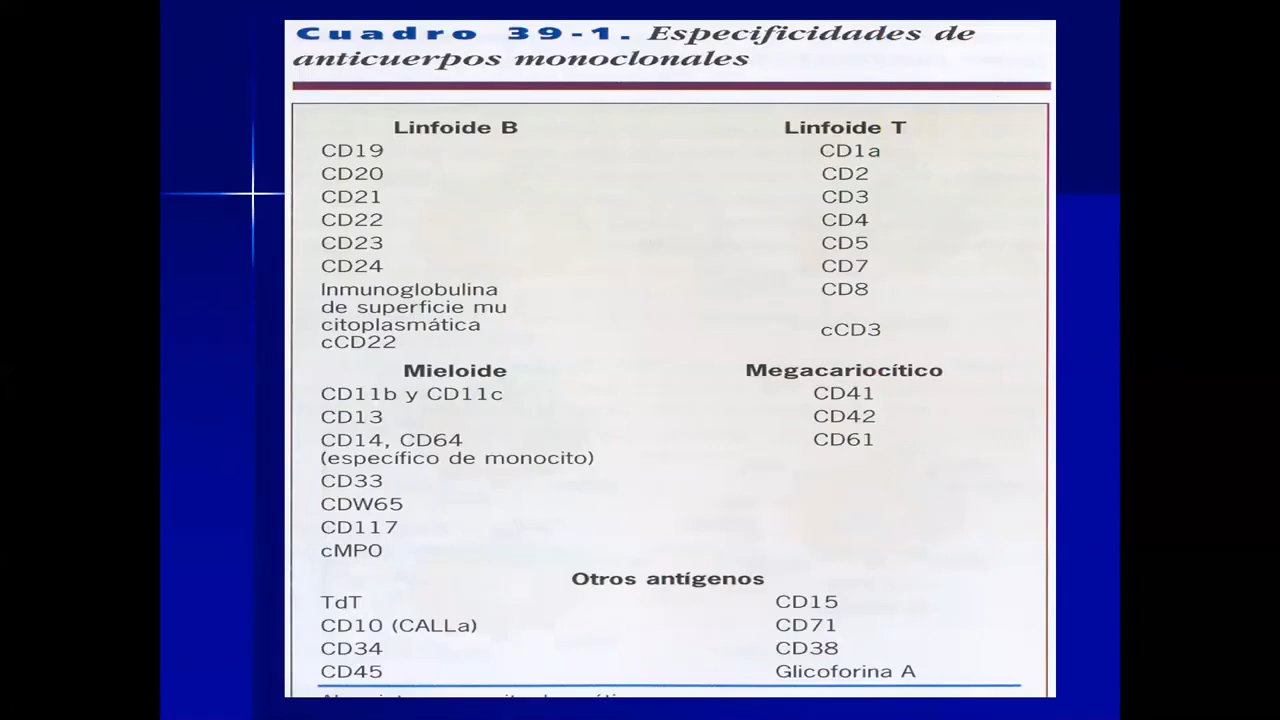 Cuadro 39-1. Especificidades de
anticuerpos monoclonales
Linfoide B
CD19
CD20
CD21
CD22
CD23
CD24
Inmunoglobulina
de superficie mu
citoplasmática
cCD22
Linfoide T
CD1a
CD2
CD3
CD4
CD5
CD7
CD8
cCD3
Mieloide
CD11b y CD11c
CD13
CD14, CD64
(específico de monocito)
CD33
CDW65
CD117
cMPO
Megacariocítico
CD41
CD42
CD61
Otros antígenos
TdT
CD10 (CALLa)
CD34
CD45
CD15
CD71
CD38
Glicoforina A